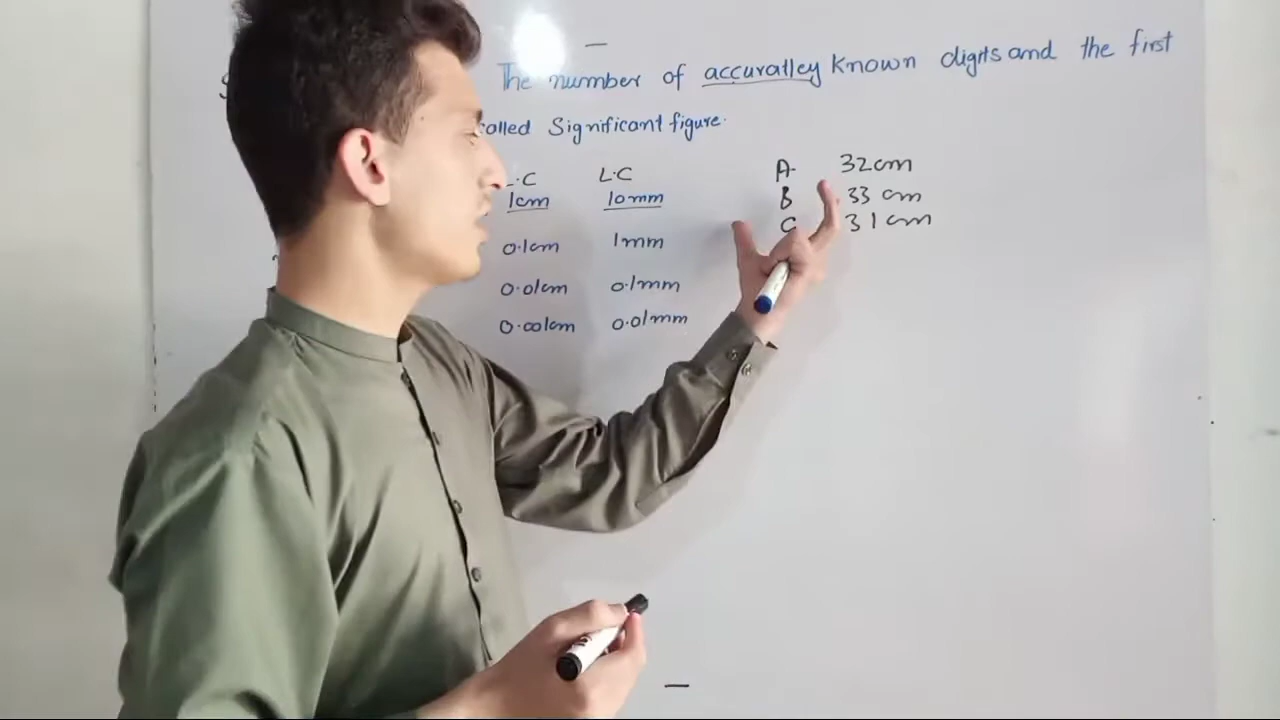 The number of accuratley known digits and the first
called Significant figure.
L.C L.C A. 32cm
1cm 10mm B 33 cm
C 31cm
0.1cm 1mm
0.01cm 0.1mm
0.001cm 0.01mm